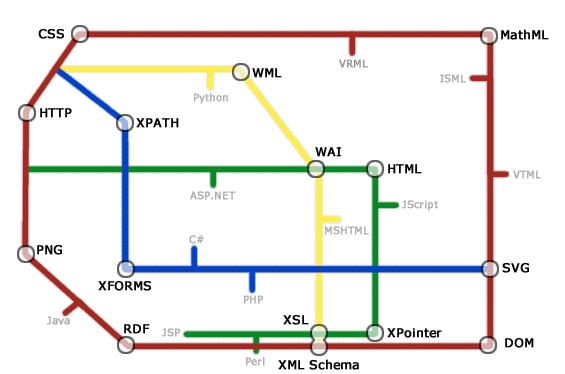 CSS
MathML
VRML
WML
ISML
Python
HTTP
XPATH
WAI
HTML
VTML
ASP.NET
JScript
MSHTML
C#
PNG
SVG
XFORMS
PHP
Java
RDF
JSP
XSL
XPointer
DOM
Perl
XML Schema